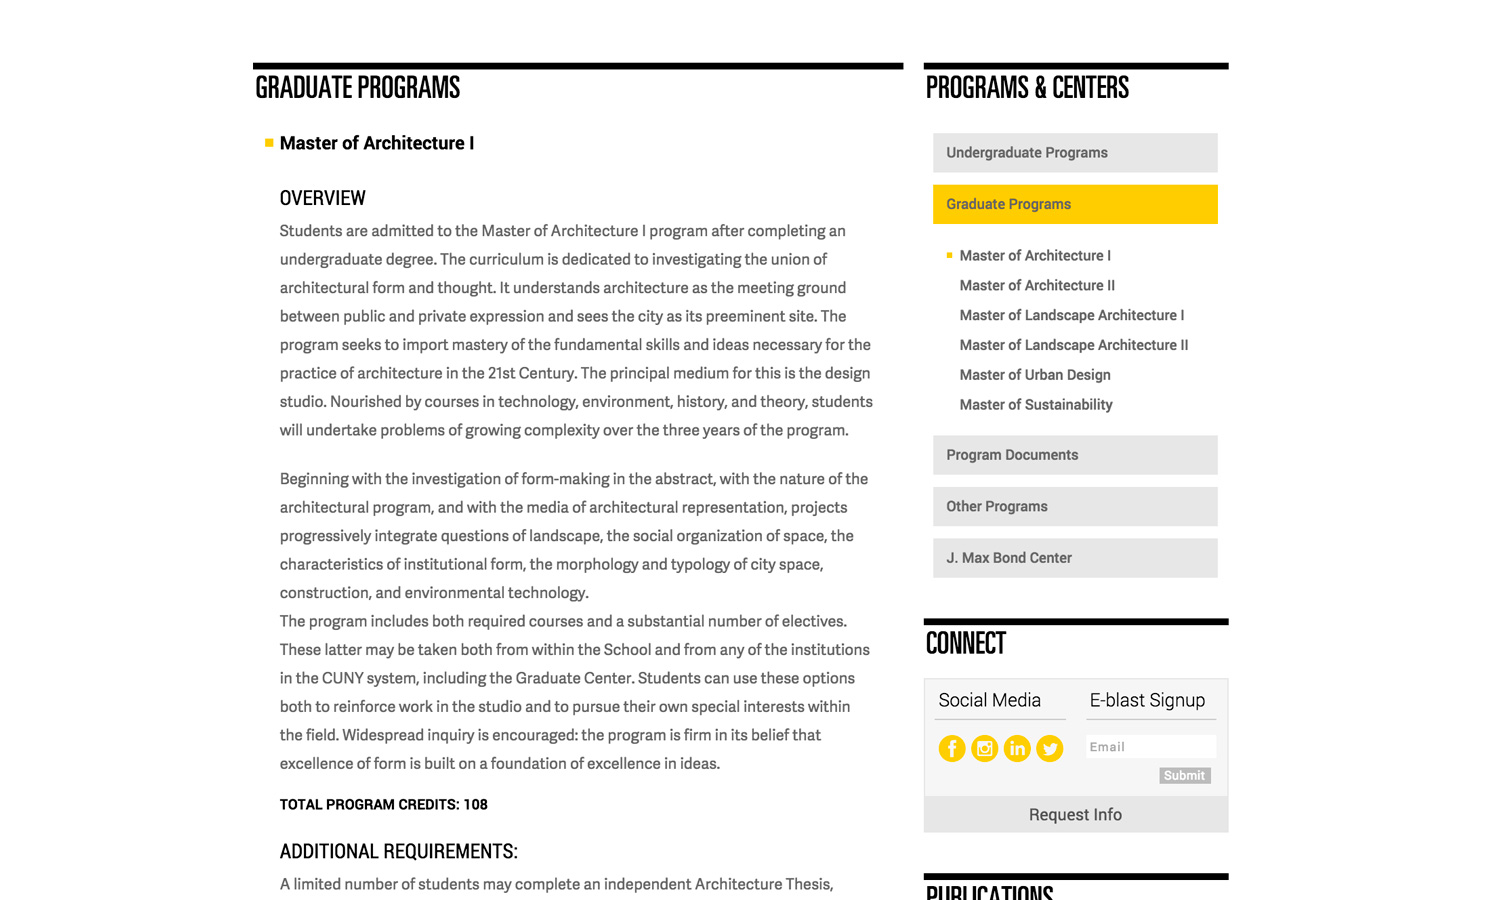 GRADUATE PROGRAMS
Master of Architecture I
OVERVIEW
Students are admitted to the Master of Architecture I program after completing an
undergraduate degree. The curriculum is dedicated to investigating the union of
architectural form and thought. It understands architecture as the meeting ground
between public and private expression and sees the city as its preeminent site. The
program seeks to import mastery of the fundamental skills and ideas necessary for the
practice of architecture in the 21st Century. The principal medium for this is the design
studio. Nourished by courses in technology, environment, history, and theory, students
will undertake problems of growing complexity over the three years of the program.
Beginning with the investigation of form-making in the abstract, with the nature of the
architectural program, and with the media of architectural representation, projects
progressively integrate questions of landscape, the social organization of space, the
characteristics of institutional form, the morphology and typology of city space,
construction, and environmental technology.
The program includes both required courses and a substantial number of electives.
These latter may be taken both from within the School and from any of the institutions
in the CUNY system, including the Graduate Center. Students can use these options
both to reinforce work in the studio and to pursue their own special interests within
the field. Widespread inquiry is encouraged: the program is firm in its belief that
excellence of form is built on a foundation of excellence in ideas.
TOTAL PROGRAM CREDITS: 108
ADDITIONAL REQUIREMENTS:
A limited number of students may complete an independent Architecture Thesis,
PROGRAMS & CENTERS
Undergraduate Programs
Graduate Programs
Master of Architecture I
Master of Architecture II
Master of Landscape Architecture I
Master of Landscape Architecture II
Master of Urban Design
Master of Sustainability
Program Documents
Other Programs
J. Max Bond Center
CONNECT
Social Media
E-blast Signup
Email
Submit
Request Info
PUBLICATIONS